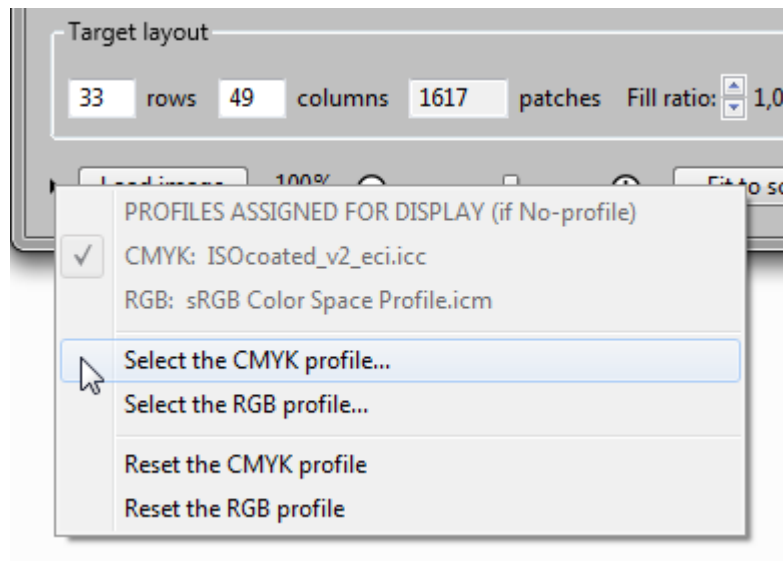 Target layout
33 rows 49 columns 1617 patches Fill ratio: 1,0
100%
PROFILES ASSIGNED FOR DISPLAY (if No-profile)
CMYK: ISOcoated_v2_eci.icc
RGB: sRGB Color Space Profile.icm
Select the CMYK profile...
Select the RGB profile...
Reset the CMYK profile
Reset the RGB profile